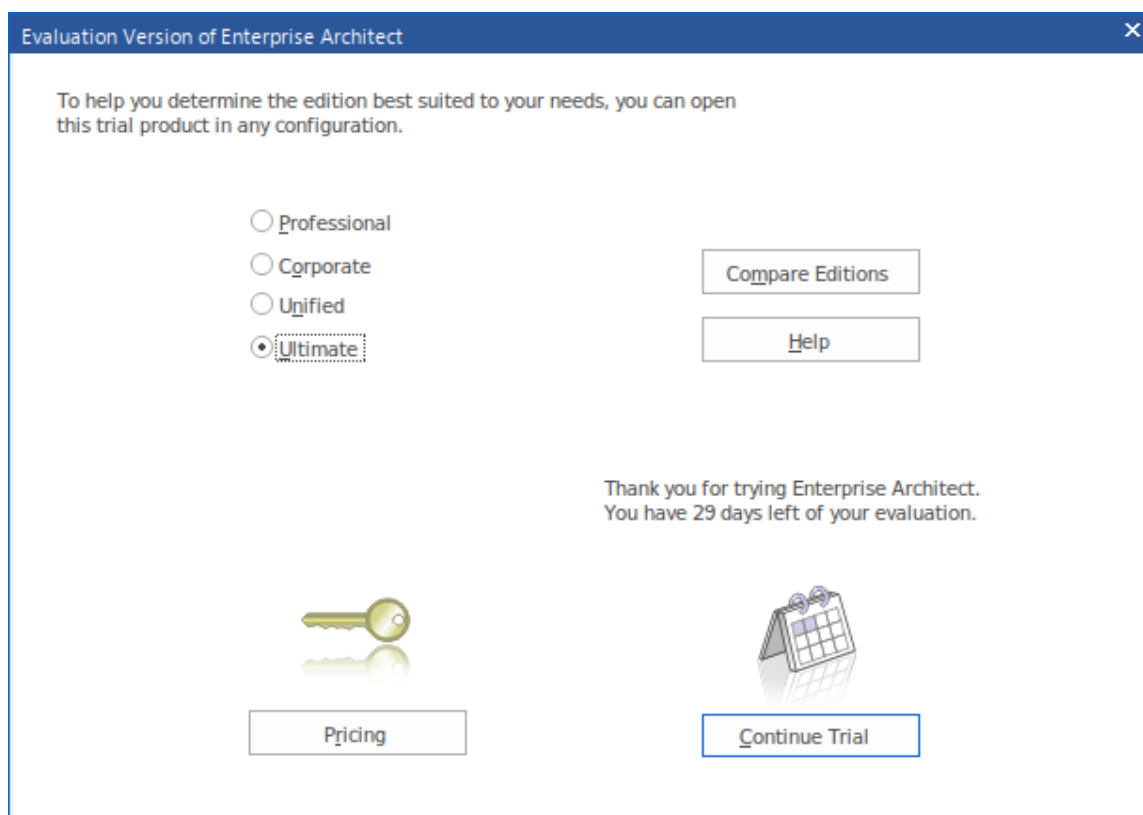 Evaluation Version of Enterprise Architect
To help you determine the edition best suited to your needs, you can open
this trial product in any configuration.
Professional
Corporate
Unified
Ultimate
Compare Editions
Help
Thank you for trying Enterprise Architect.
You have 29 days left of your evaluation.
Pricing
Continue Trial